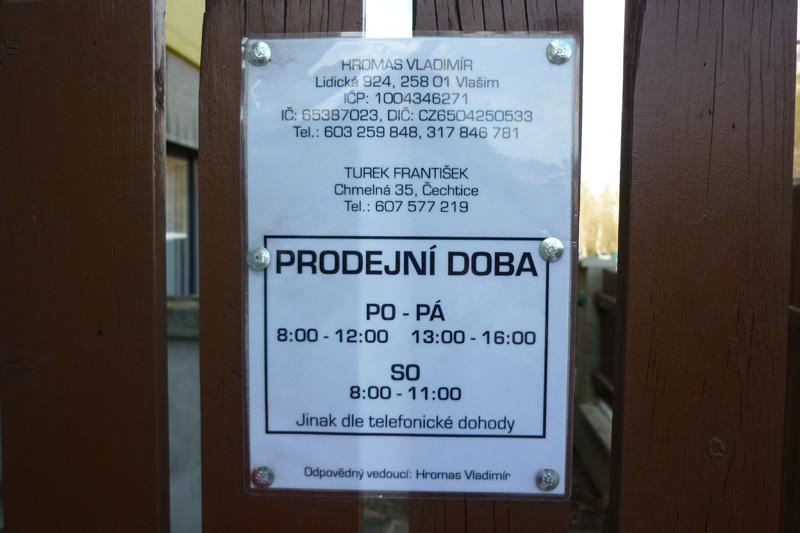 HROMAS VLADIMÍR
Lidická 924, 258 01 Vlašim
IČP: 1004346271
IČ: 65387023, DIČ: CZ6504250533
Tel.: 603 259 848, 317 846 781
TUREK FRANTIŠEK
Chmelná 35, Čechtice
Tel.: 607 577 219
PRODEJNÍ DOBA
PO - PÁ
8:00 - 12:00 13:00 - 16:00
SO
8:00 - 11:00
Jinak dle telefonické dohody
Odpovědný vedoucí: Hromas Vladimír